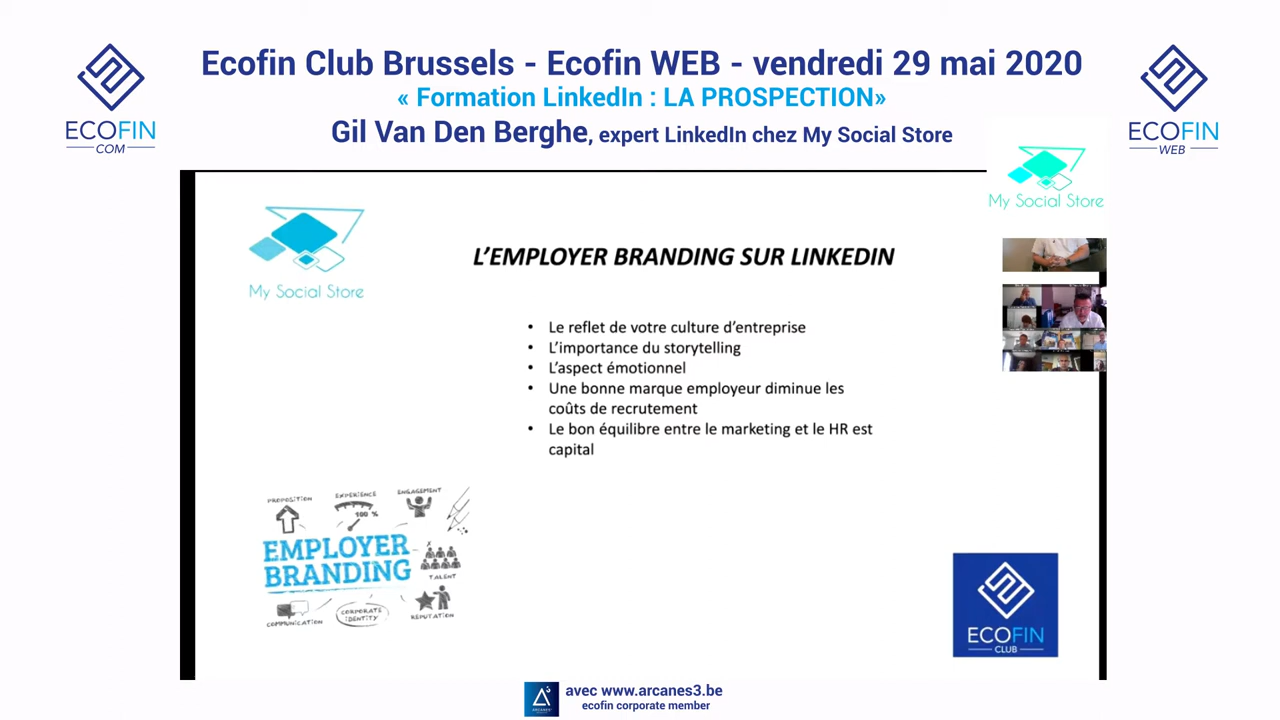 Ecofin Club Brussels - Ecofin WEB - vendredi 29 mai 2020
« Formation LinkedIn : LA PROSPECTION»
Gil Van Den Berghe, expert LinkedIn chez My Social Store
ECOFIN
COM
ECOFIN
WEB
My Social Store
My Social Store
L'EMPLOYER BRANDING SUR LINKEDIN
• Le reflet de votre culture d'entreprise
• L'importance du storytelling
• L'aspect émotionnel
• Une bonne marque employeur diminue les
coûts de recrutement
• Le bon équilibre entre le marketing et le HR est
capital
PROPOSITION
EXPERIENCE
ENGAGEMENT
100 %
EMPLOYER
BRANDING
TALENT
COMMUNICATION
CORPORATE
IDENTITY
REPUTATION
ECOFIN
CLUB
ARCANES
avec www.arcanes3.be
ecofin corporate member